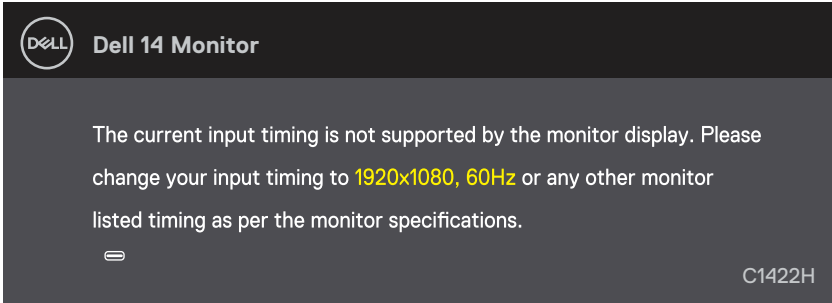 DELL
Dell 14 Monitor
The current input timing is not supported by the monitor display. Please
change your input timing to 1920x1080, 60Hz or any other monitor
listed timing as per the monitor specifications.
C1422H